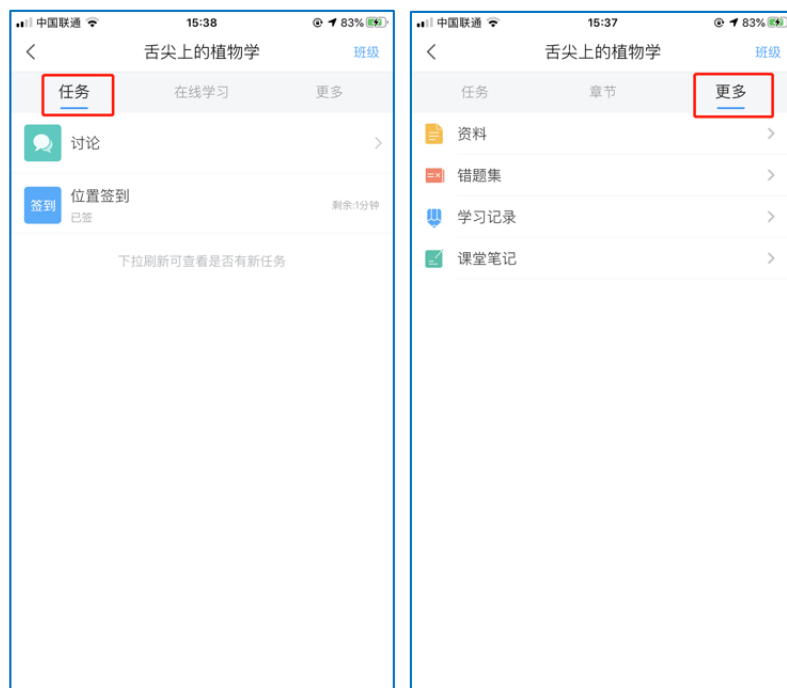 中国联通 15:38 83%
舌尖上的植物学 班级
任务 在线学习 更多
讨论
签到 位置签到
已签 剩余:1分钟
下拉刷新可查看是否有新任务
中国联通 15:37 83%
舌尖上的植物学 班级
任务 章节 更多
资料
错题集
学习记录
课堂笔记